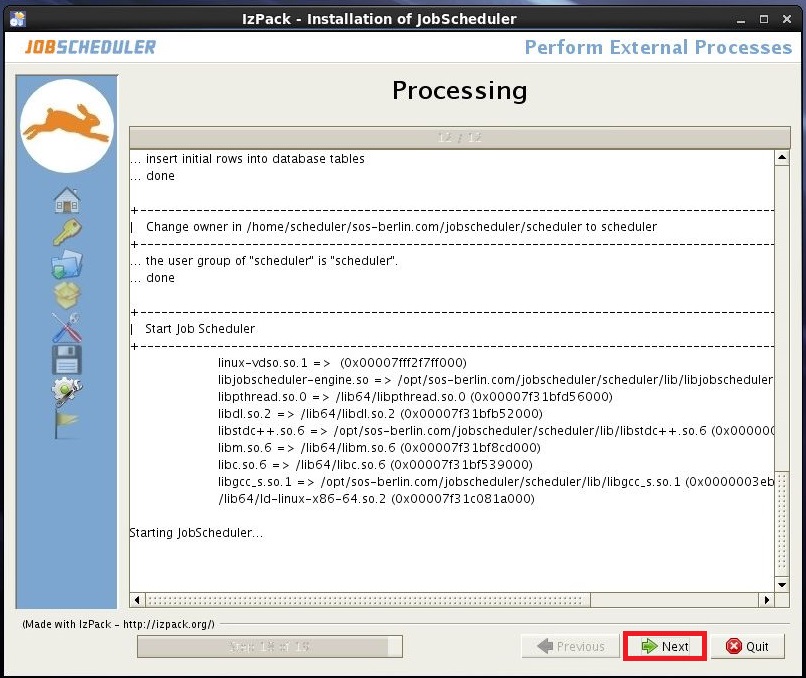 IzPack - Installation of JobScheduler
JOBSCHEDULER
Perform External Processes
Processing
12 / 12
... insert initial rows into database tables
... done
+---------------------------------------------------------------------------------
| Change owner in /home/scheduler/sos-berlin.com/jobscheduler/scheduler to scheduler
+---------------------------------------------------------------------------------
... the user group of "scheduler" is "scheduler".
... done
+---------------------------------------------------------------------------------
| Start Job Scheduler
+---------------------------------------------------------------------------------
linux-vdso.so.1 => (0x00007fff2f7ff000)
libjobscheduler-engine.so => /opt/sos-berlin.com/jobscheduler/scheduler/lib/libjobscheduler
libpthread.so.0 => /lib64/libpthread.so.0 (0x00007f31bfd56000)
libdl.so.2 => /lib64/libdl.so.2 (0x00007f31bfb52000)
libstdc++.so.6 => /opt/sos-berlin.com/jobscheduler/scheduler/lib/libstdc++.so.6 (0x00000
libm.so.6 => /lib64/libm.so.6 (0x00007f31bf8cd000)
libc.so.6 => /lib64/libc.so.6 (0x00007f31bf539000)
libgcc_s.so.1 => /opt/sos-berlin.com/jobscheduler/scheduler/lib/libgcc_s.so.1 (0x0000003eb
/lib64/ld-linux-x86-64.so.2 (0x00007f31c081a000)
Starting JobScheduler...
(Made with IzPack - http://izpack.org/)
Previous
Next
Quit